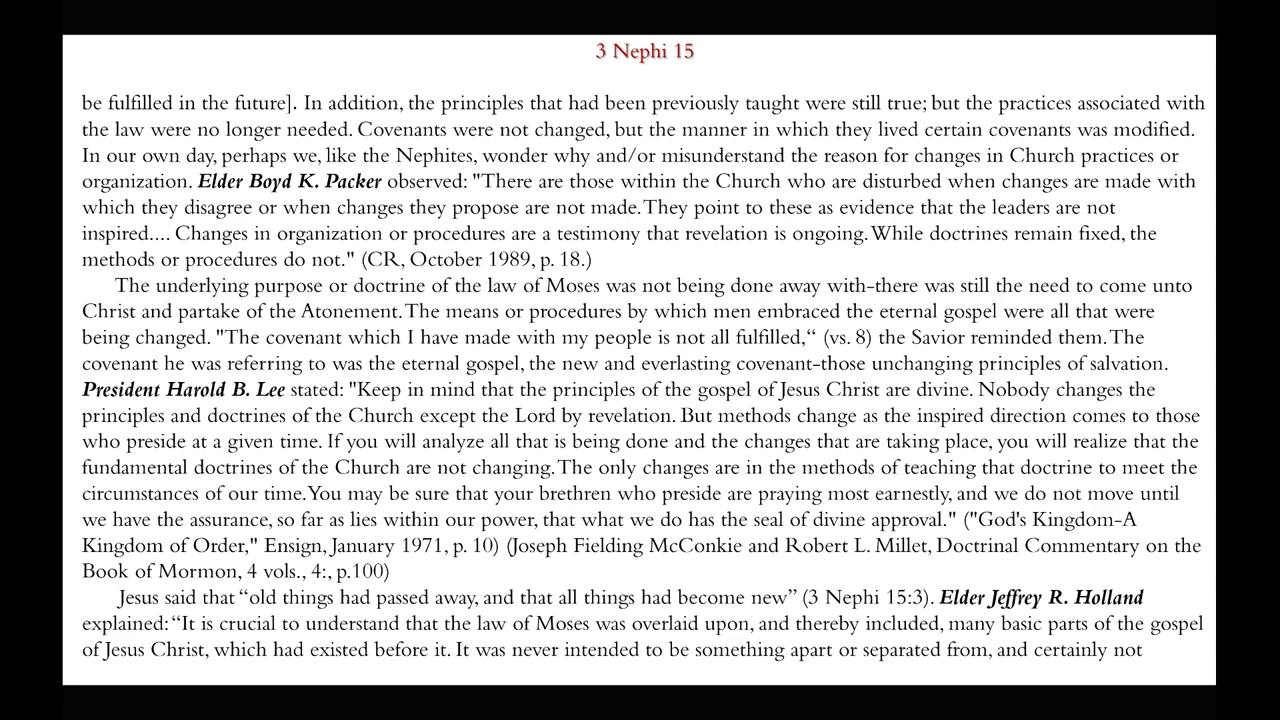 3 Nephi 15
be fulfilled in the future]. In addition, the principles that had been previously taught were still true; but the practices associated with
the law were no longer needed. Covenants were not changed, but the manner in which they lived certain covenants was modified.
In our own day, perhaps we, like the Nephites, wonder why and/or misunderstand the reason for changes in Church practices or
organization. Elder Boyd K. Packer observed: "There are those within the Church who are disturbed when changes are made with
which they disagree or when changes they propose are not made. They point to these as evidence that the leaders are not
inspired.... Changes in organization or procedures are a testimony that revelation is ongoing. While doctrines remain fixed, the
methods or procedures do not." (CR, October 1989, p. 18.)
The underlying purpose or doctrine of the law of Moses was not being done away with-there was still the need to come unto
Christ and partake of the Atonement. The means or procedures by which men embraced the eternal gospel were all that were
being changed. "The covenant which I have made with my people is not all fulfilled,“ (vs. 8) the Savior reminded them. The
covenant he was referring to was the eternal gospel, the new and everlasting covenant-those unchanging principles of salvation.
President Harold B. Lee stated: "Keep in mind that the principles of the gospel of Jesus Christ are divine. Nobody changes the
principles and doctrines of the Church except the Lord by revelation. But methods change as the inspired direction comes to those
who preside at a given time. If you will analyze all that is being done and the changes that are taking place, you will realize that the
fundamental doctrines of the Church are not changing. The only changes are in the methods of teaching that doctrine to meet the
circumstances of our time. You may be sure that your brethren who preside are praying most earnestly, and we do not move until
we have the assurance, so far as lies within our power, that what we do has the seal of divine approval." ("God's Kingdom-A
Kingdom of Order," Ensign, January 1971, p. 10) (Joseph Fielding McConkie and Robert L. Millet, Doctrinal Commentary on the
Book of Mormon, 4 vols., 4:, p.100)
Jesus said that “old things had passed away, and that all things had become new” (3 Nephi 15:3). Elder Jeffrey R. Holland
explained: “It is crucial to understand that the law of Moses was overlaid upon, and thereby included, many basic parts of the gospel
of Jesus Christ, which had existed before it. It was never intended to be something apart or separated from, and certainly not